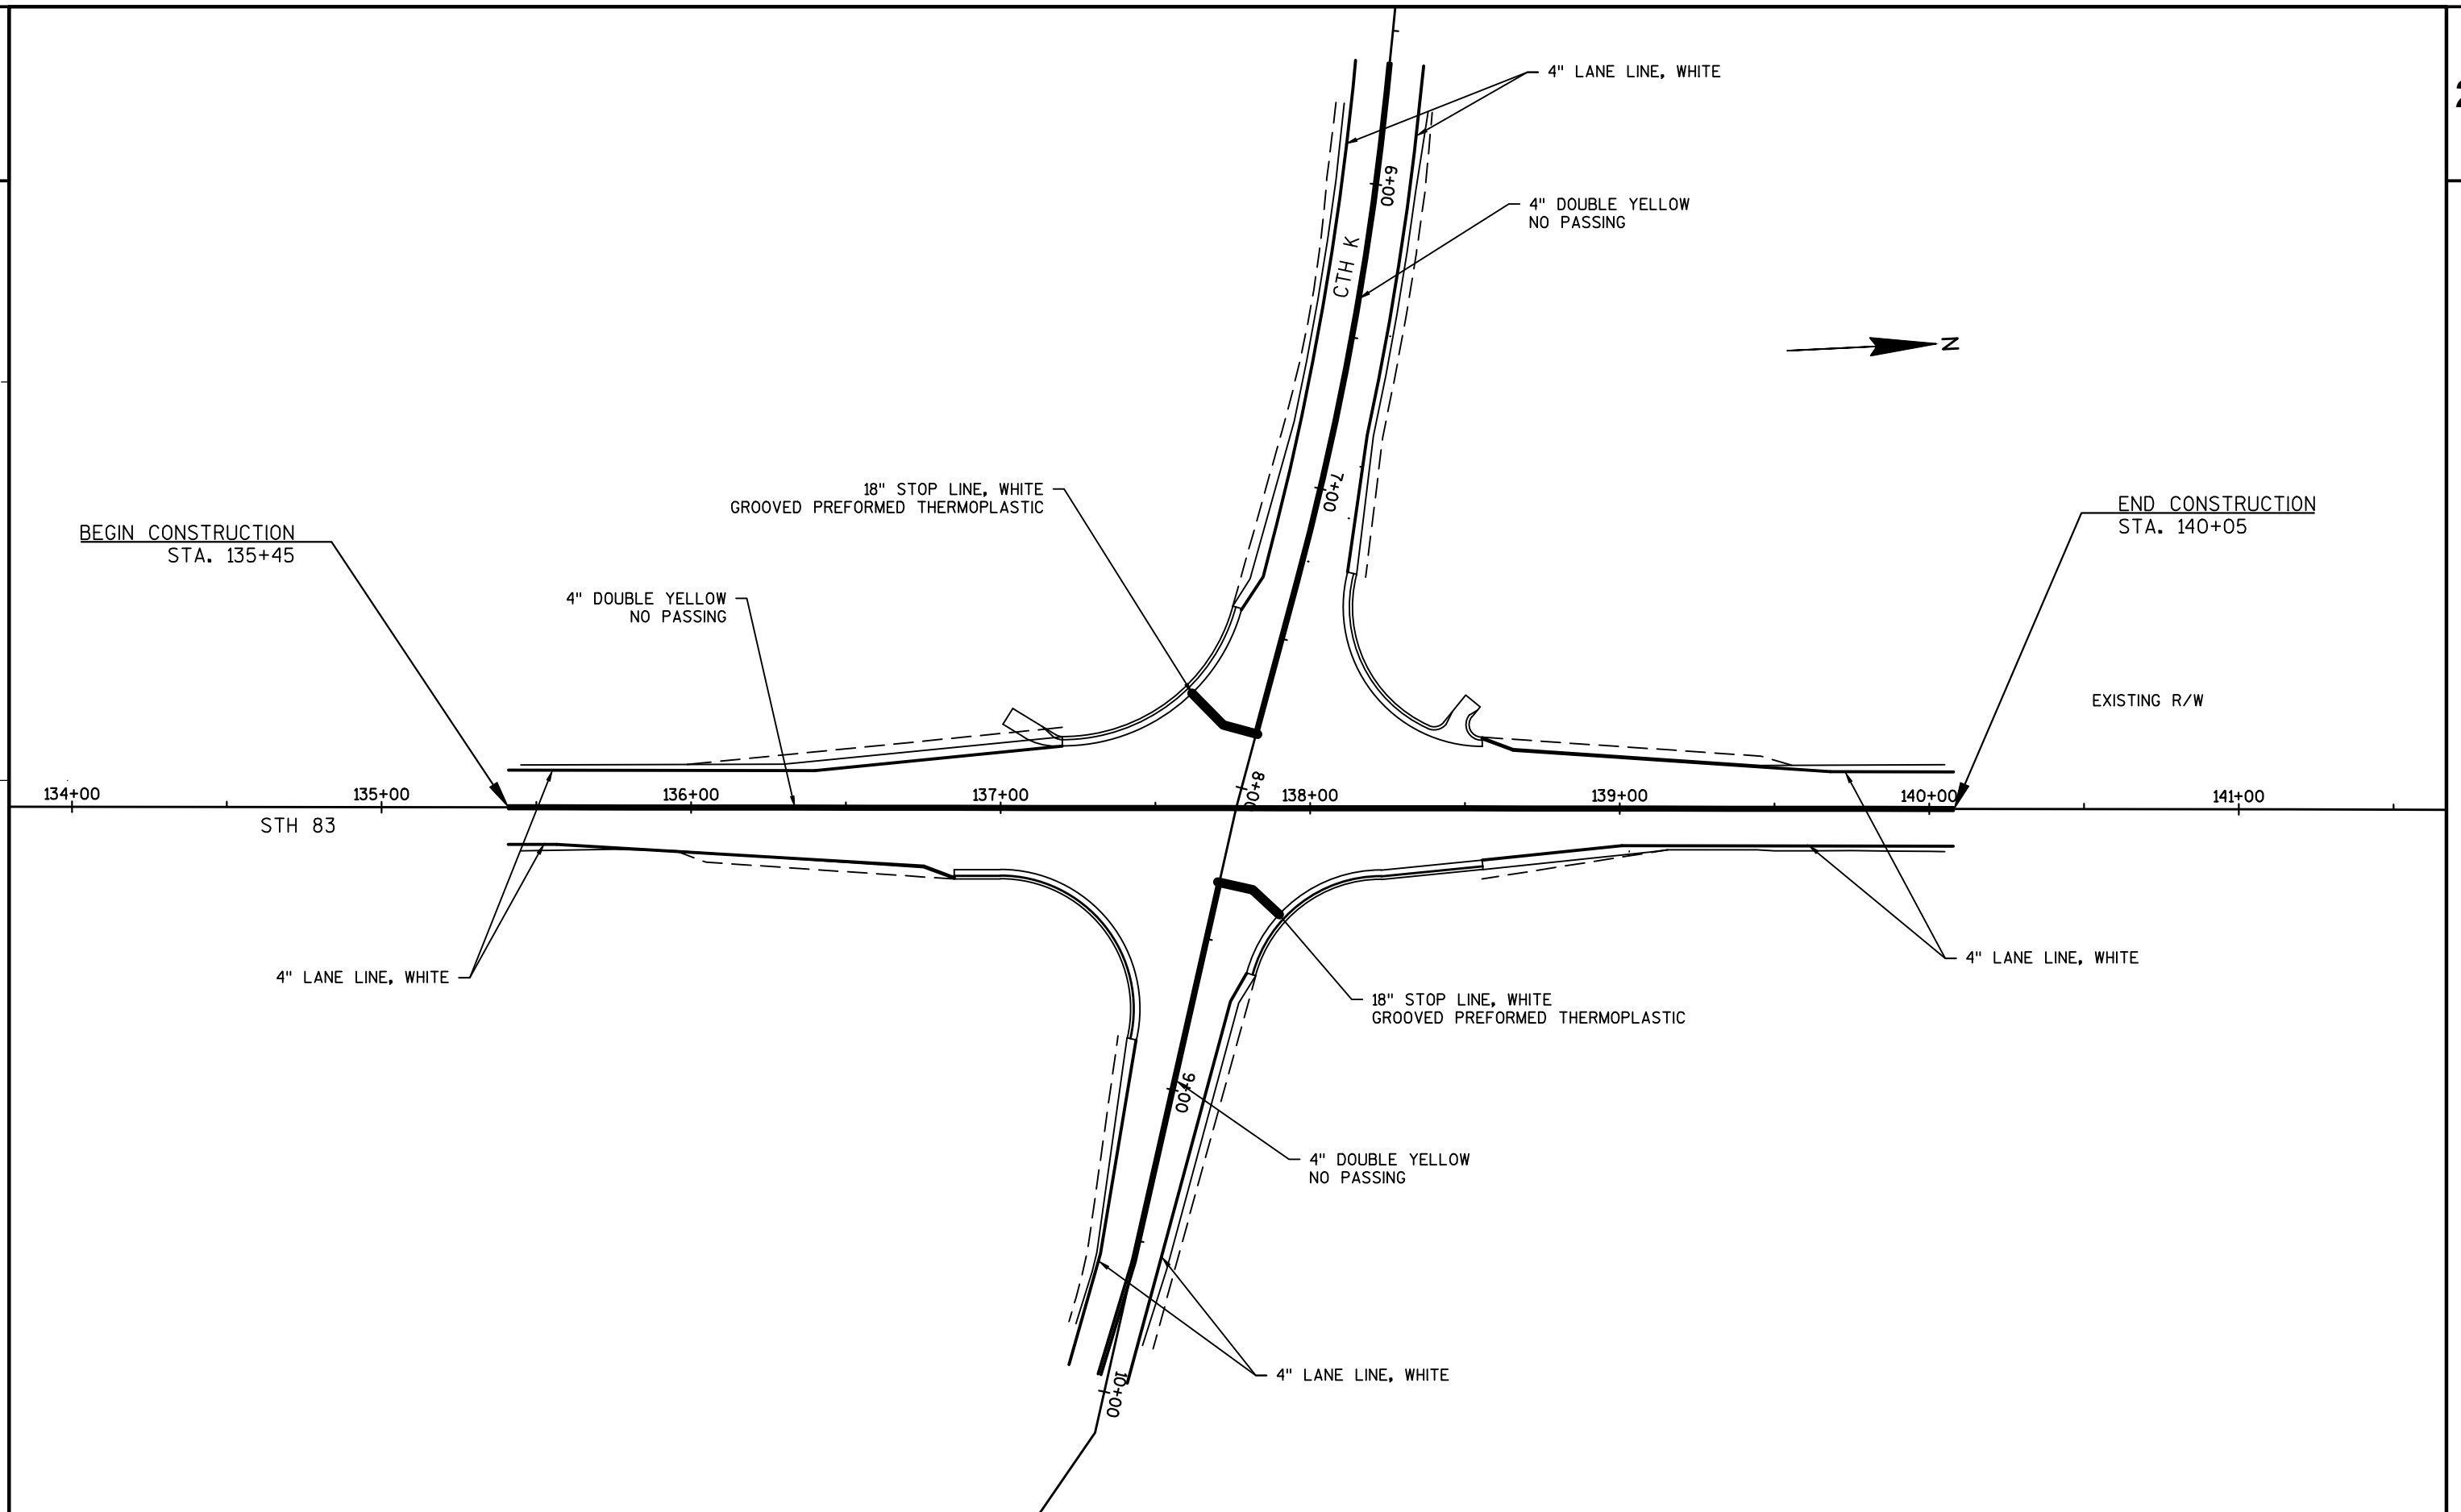 4" LANE LINE, WHITE
6+00
4" DOUBLE YELLOW
NO PASSING
CTH K
N
18" STOP LINE, WHITE
GROOVED PREFORMED THERMOPLASTIC
7+00
END CONSTRUCTION
STA. 140+05
BEGIN CONSTRUCTION
STA. 135+45
4" DOUBLE YELLOW
NO PASSING
EXISTING R/W
134+00
135+00
136+00
137+00
8+00
138+00
139+00
140+00
141+00
STH 83
4" LANE LINE, WHITE
4" LANE LINE, WHITE
18" STOP LINE, WHITE
GROOVED PREFORMED THERMOPLASTIC
9+00
4" DOUBLE YELLOW
NO PASSING
4" LANE LINE, WHITE
10+00